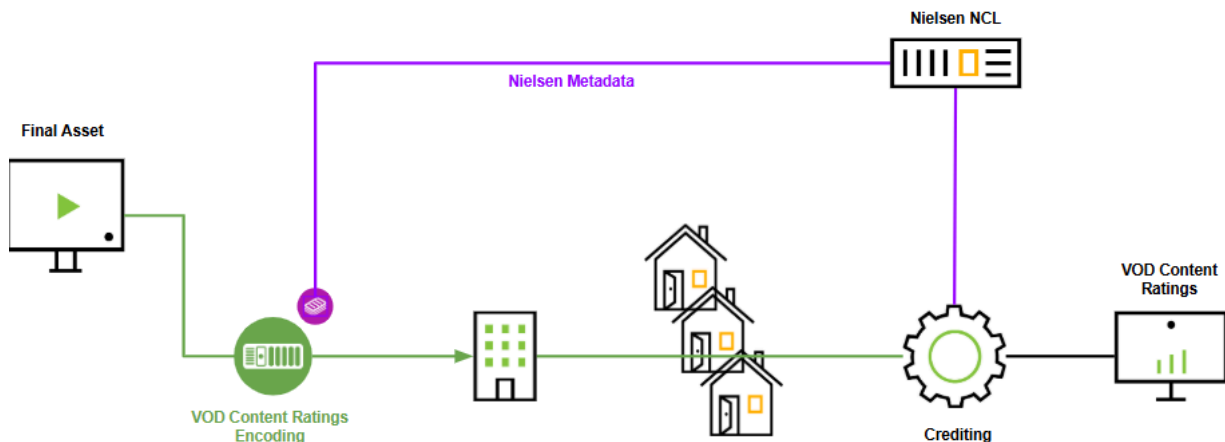 Nielsen NCL
Nielsen Metadata
Final Asset
VOD Content
Ratings
VOD Content Ratings
Encoding
Crediting